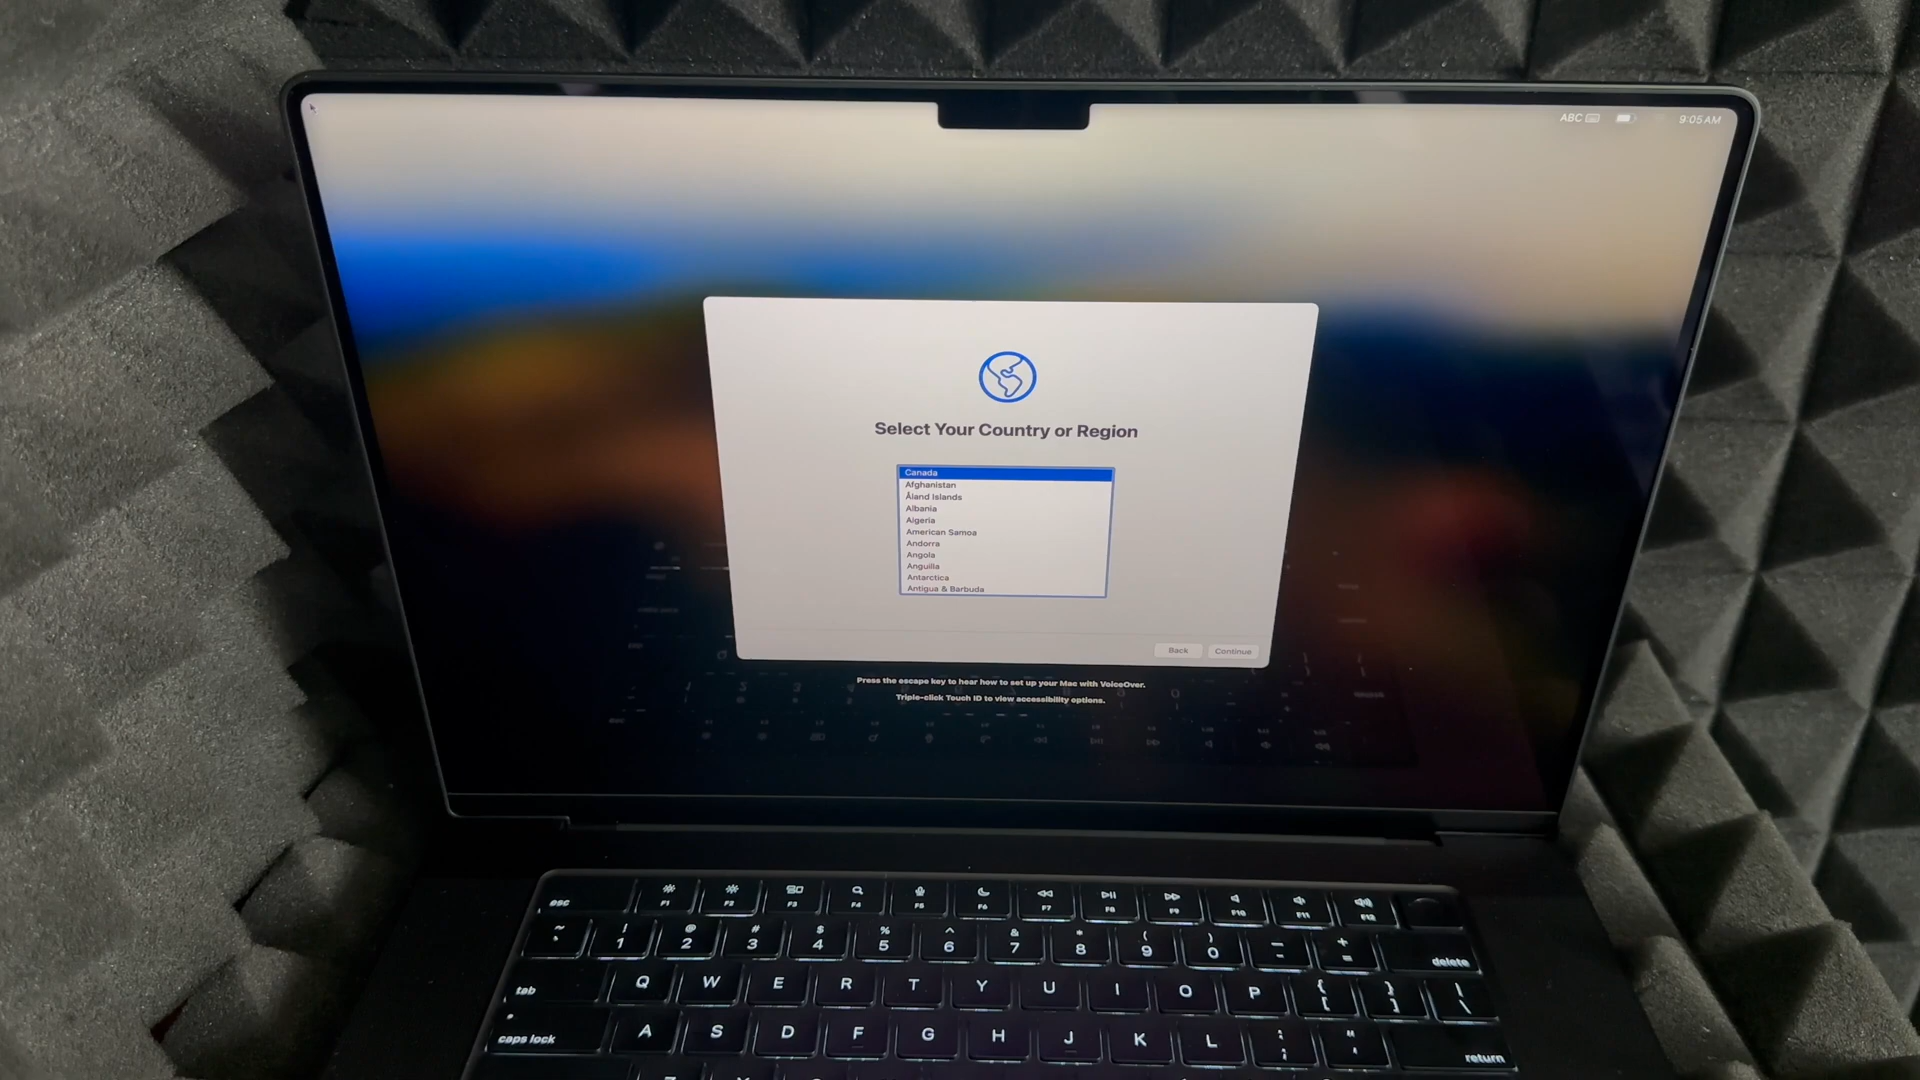 ABC
9:05 AM
Select Your Country or Region
Canada
Afghanistan
Åland Islands
Albania
Algeria
American Samoa
Andorra
Angola
Anguilla
Antarctica
Antigua & Barbuda
Back Continue
Press the escape key to hear how to set up your Mac with VoiceOver.
Triple-click Touch ID to view accessibility options.
esc F1 F2 F3 F4 F5 F6 F7 F8 F9 F10 F11 F12
~ ! @ # $ % ^ & * ( ) — +
` 1 2 3 4 5 6 7 8 9 0 - = delete
tab Q W E R T Y U I O P { [ } ] | \
caps lock A S D F G H J K L : ; " ' return